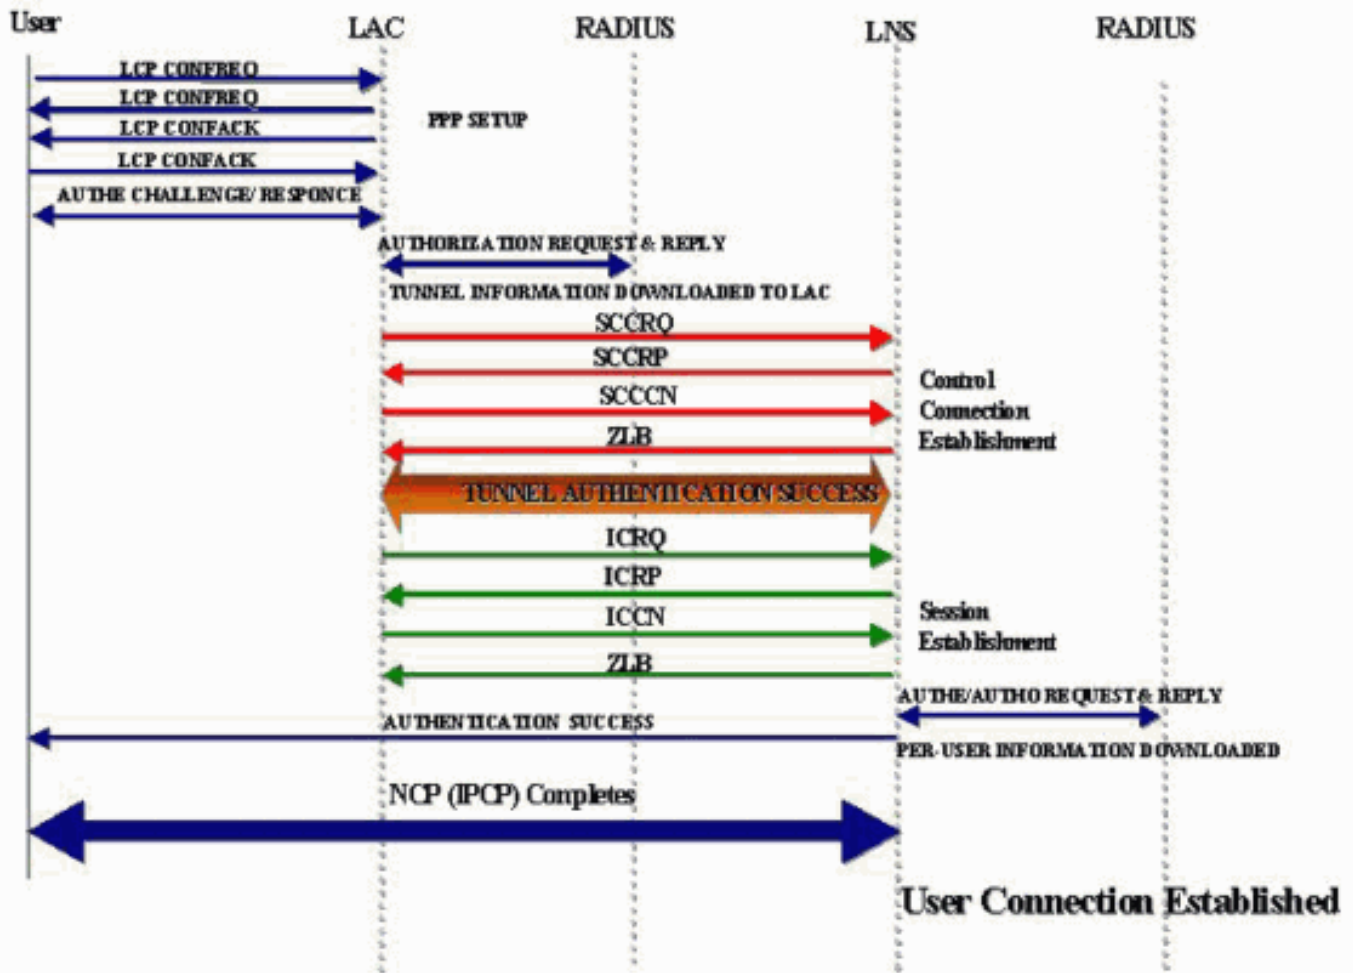 User
LAC
RADIUS
LNS
RADIUS
LCP CONFREQ
LCP CONFREQ
LCP CONFACK
PPP SETUP
LCP CONFACK
AUTHE CHALLENGE/ RESPONCE
AUTHORIZATION REQUEST & REPLY
TUNNEL INFORMATION DOWNLOADED TO LAC
SCCRQ
SCCRP
SCCCN
ZLB
Control
Connection
Establishment
TUNNEL AUTHENTICATION SUCCESS
ICRQ
ICRP
ICCN
ZLB
Session
Establishment
AUTHE/AUTHO REQUEST & REPLY
AUTHENTICATION SUCCESS
PER-USER INFORMATION DOWNLOADED
NCP (IPCP) Completes
User Connection Established